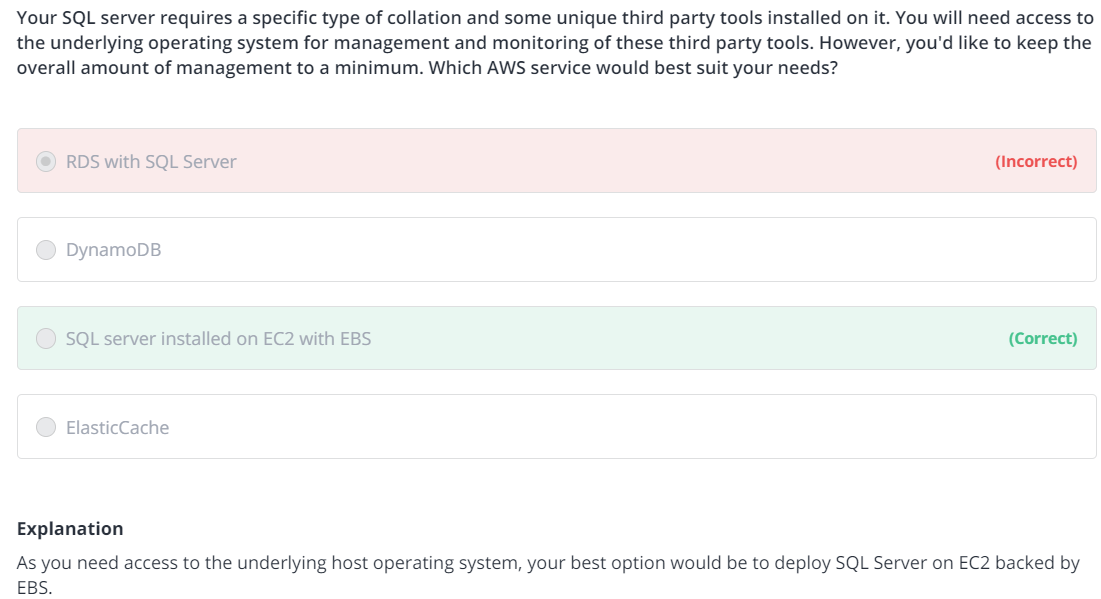 Your SQL server requires a specific type of collation and some unique third party tools installed on it. You will need access to
the underlying operating system for management and monitoring of these third party tools. However, you'd like to keep the
overall amount of management to a minimum. Which AWS service would best suit your needs?
RDS with SQL Server (Incorrect)
DynamoDB
SQL server installed on EC2 with EBS (Correct)
ElasticCache
Explanation
As you need access to the underlying host operating system, your best option would be to deploy SQL Server on EC2 backed by
EBS.